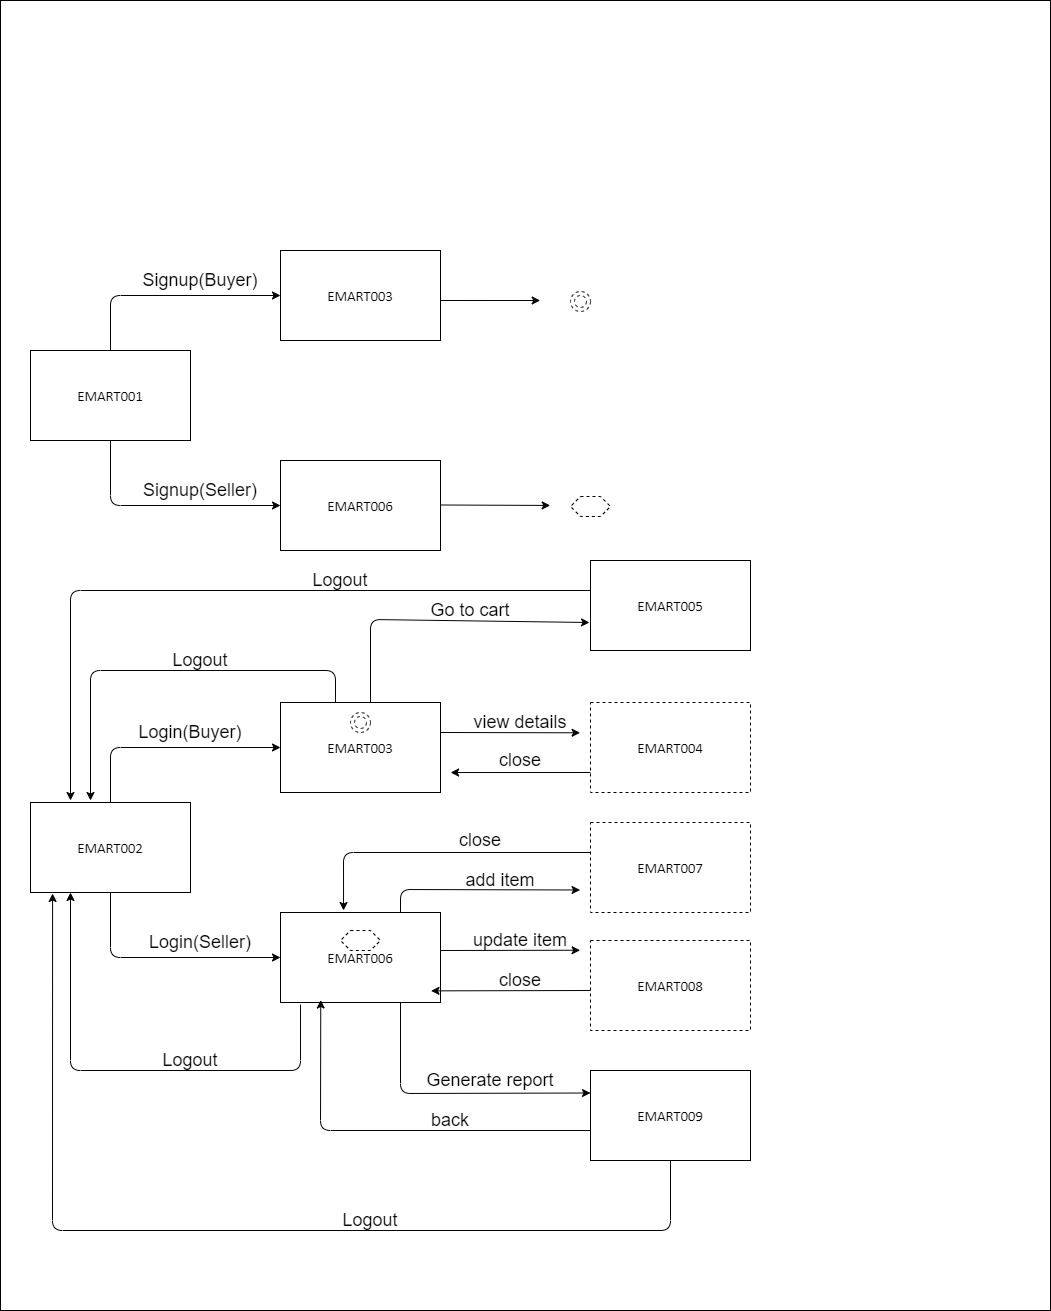 Signup(Buyer)
EMART003
EMART001
Signup(Seller)
EMART006
Logout
EMART005
Go to cart
Logout
view details
Login(Buyer)
EMART003
EMART004
close
close
EMART002
EMART007
add item
Login(Seller)
update item
EMART006
close
EMART008
Logout
Generate report
back
EMART009
Logout